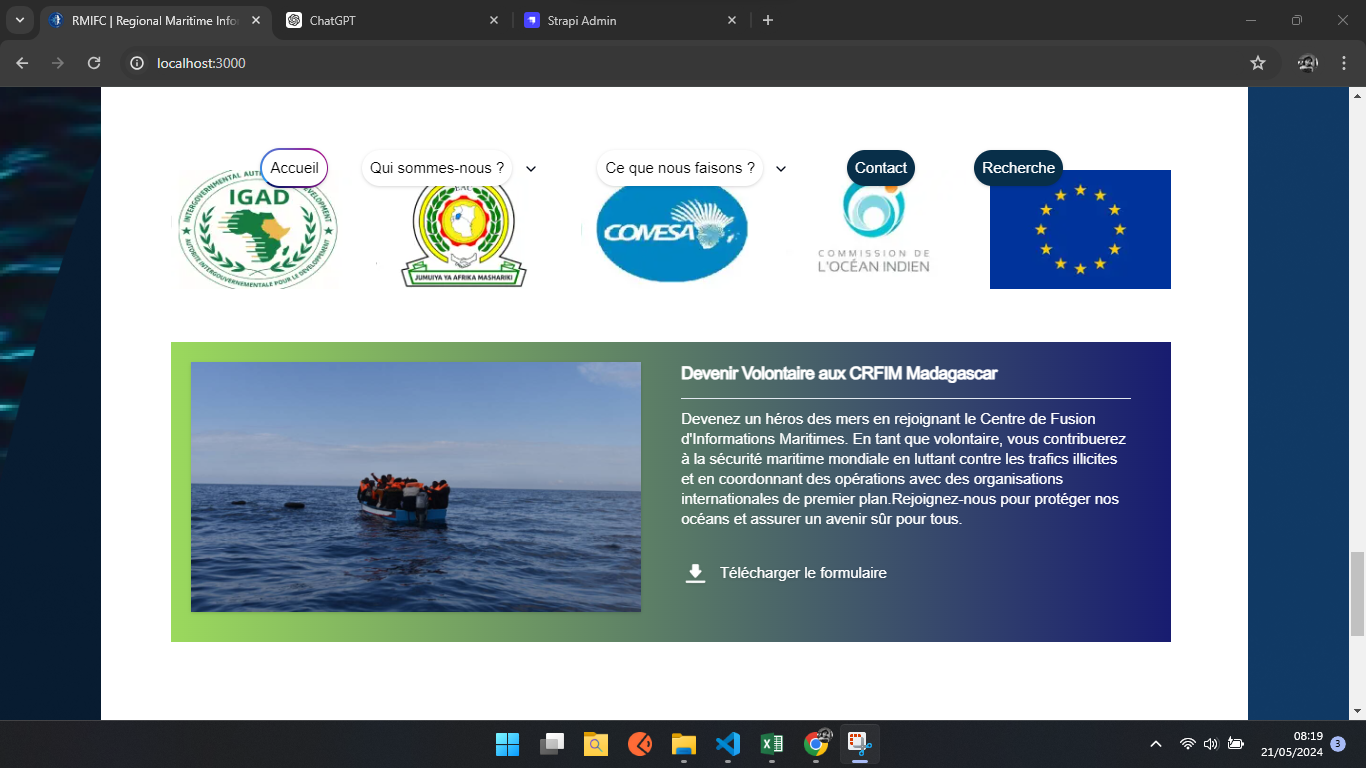 RMIFC | Regional Maritime Infor
ChatGPT
Strapi Admin
localhost:3000
Accueil
Qui sommes-nous ?
Ce que nous faisons ?
Contact
Recherche
INTERGOVERNMENTAL AUT
DEVELOPMENT
IGAD
AUTORITE INTERGOUVERNEMENTALE POUR LE DEVELOPPEMENT
EAC
JUMUIYA YA AFRIKA MASHARIKI
COMESA
COMMISSION DE
L'OCÉAN INDIEN
Devenir Volontaire aux CRFIM Madagascar
Devenez un héros des mers en rejoignant le Centre de Fusion
d'Informations Maritimes. En tant que volontaire, vous contribuerez
à la sécurité maritime mondiale en luttant contre les trafics illicites
et en coordonnant des opérations avec des organisations
internationales de premier plan.Rejoignez-nous pour protéger nos
océans et assurer un avenir sûr pour tous.
Télécharger le formulaire
08:19
21/05/2024
3